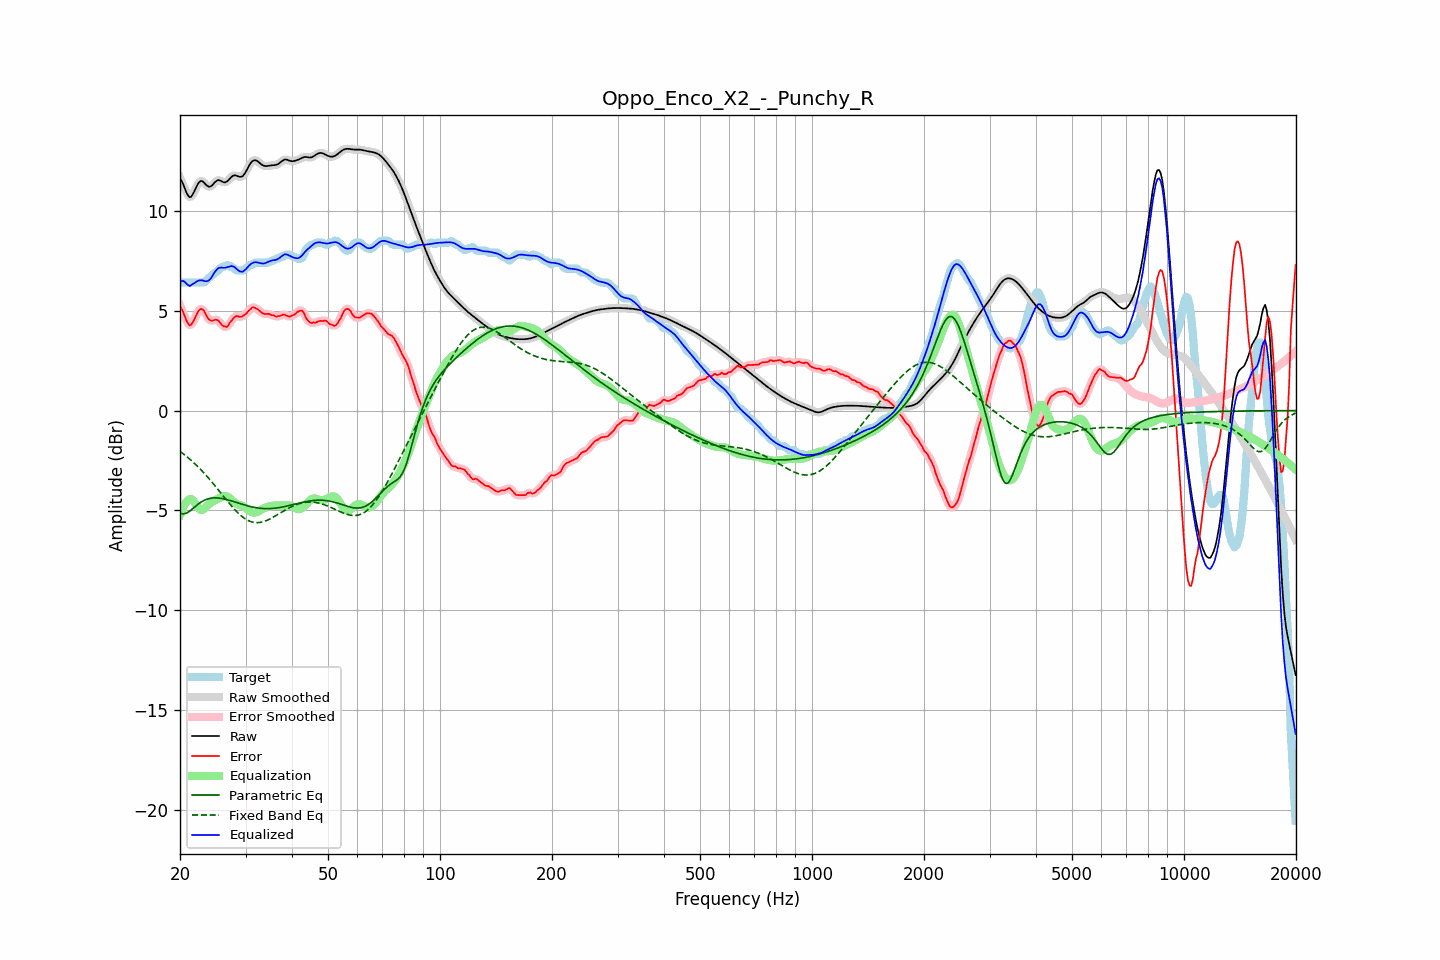 Oppo_Enco_X2_-_Punchy_R
Amplitude (dBr)
10
5
0
−5
−10
−15
−20
Target
Raw Smoothed
Error Smoothed
Raw
Error
Equalization
Parametric Eq
Fixed Band Eq
Equalized
20 50 100 200 500 1000 2000 5000 10000 20000
Frequency (Hz)